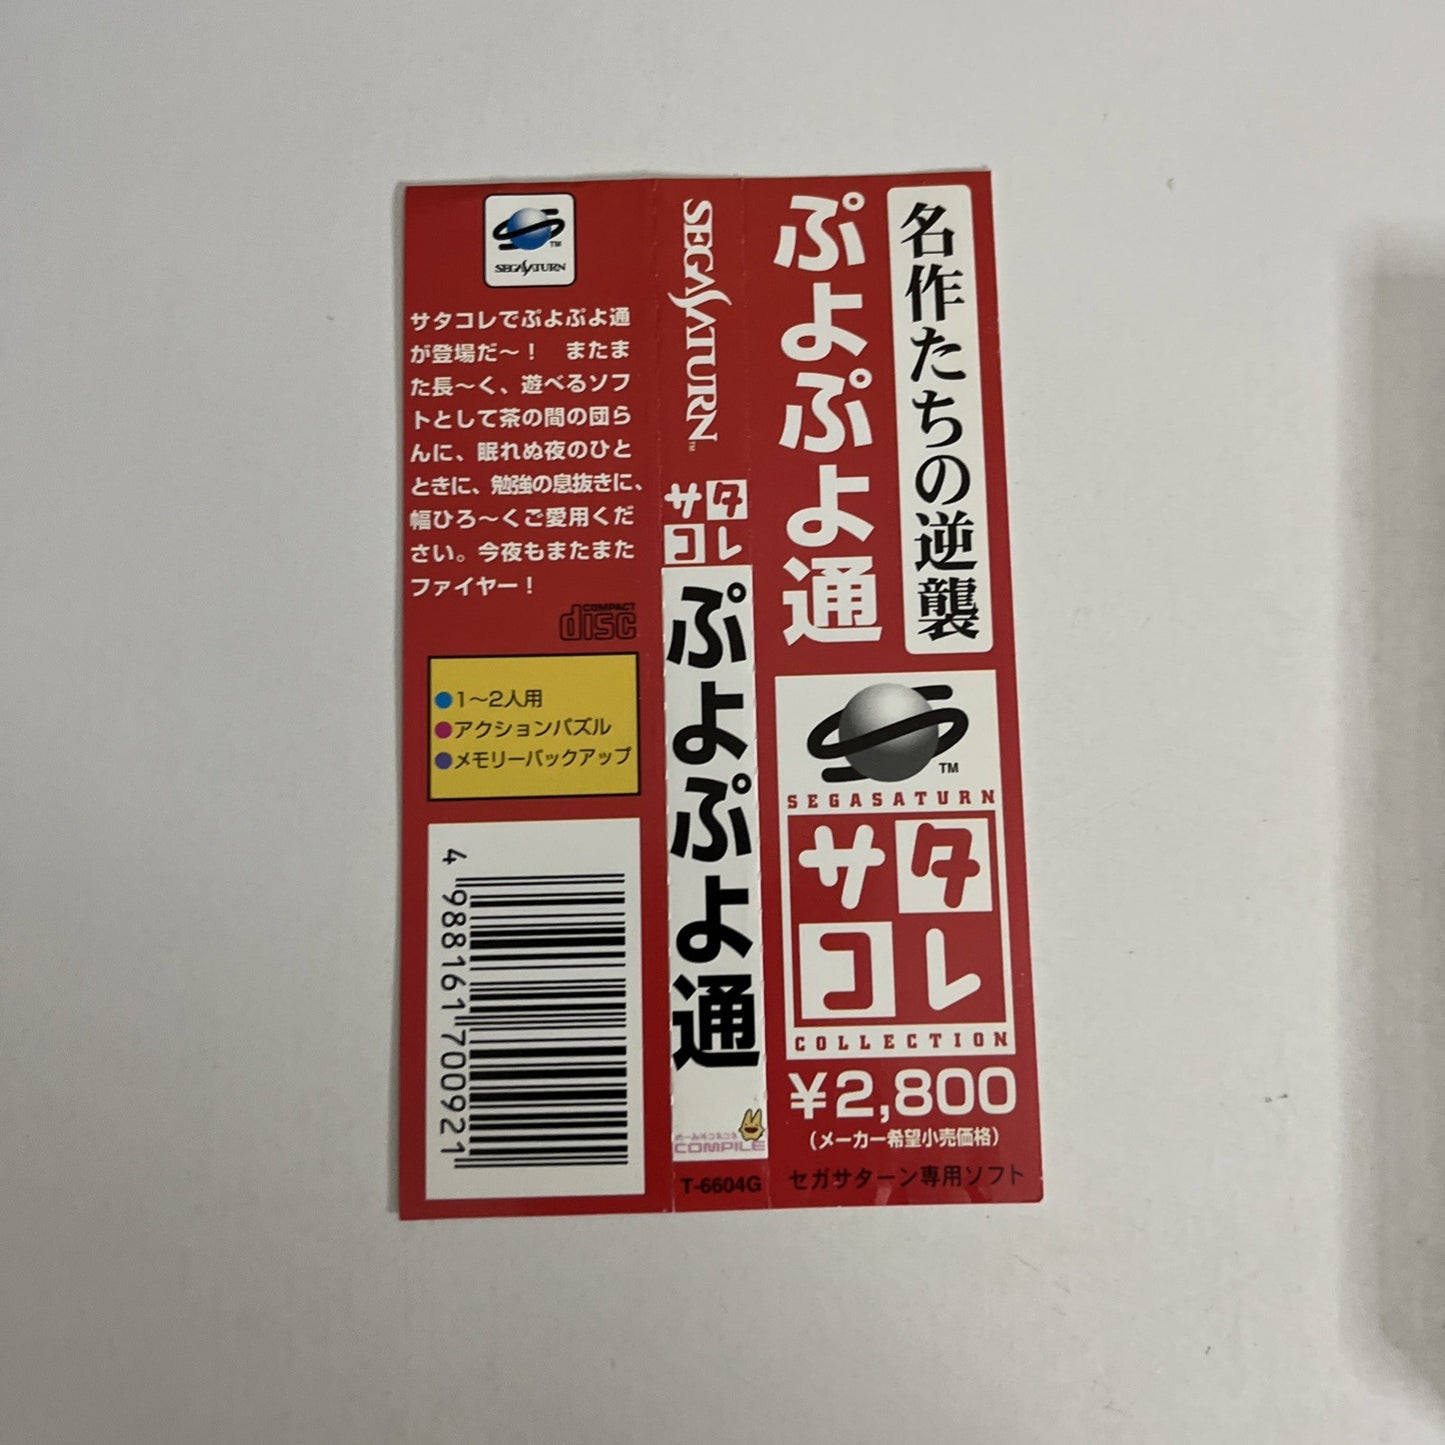 名作たちの逆襲
ぷよぷよ通
TM
SEGASATURN
サタ
コレ
COLLECTION
¥2,800
(メーカー希望小売価格)
セガサターン専用ソフト
SEGASATURN
TM
サタ
コレ
ぷよぷよ通
COMPILE
T-6604G
TM
SEGASATURN
サタコレでぷよぷよ通
が登場だ〜! またま
た長〜く、遊べるソフ
トとして茶の間の団ら
んに、眠れぬ夜のひと
ときに、勉強の息抜きに、
幅ひろ〜くご愛用くだ
さい。今夜もまたまた
ファイヤー!
COMPACT
disc
●1〜2人用
●アクションパズル
●メモリーバックアップ
4 988161 700921